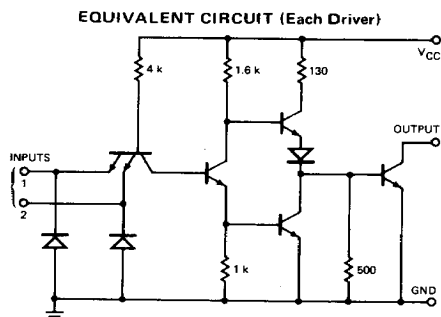 EQUIVALENT CIRCUIT (Each Driver)
VCC
4 k
1.6 k
130
OUTPUT
INPUTS
1
2
1 k
500
GND